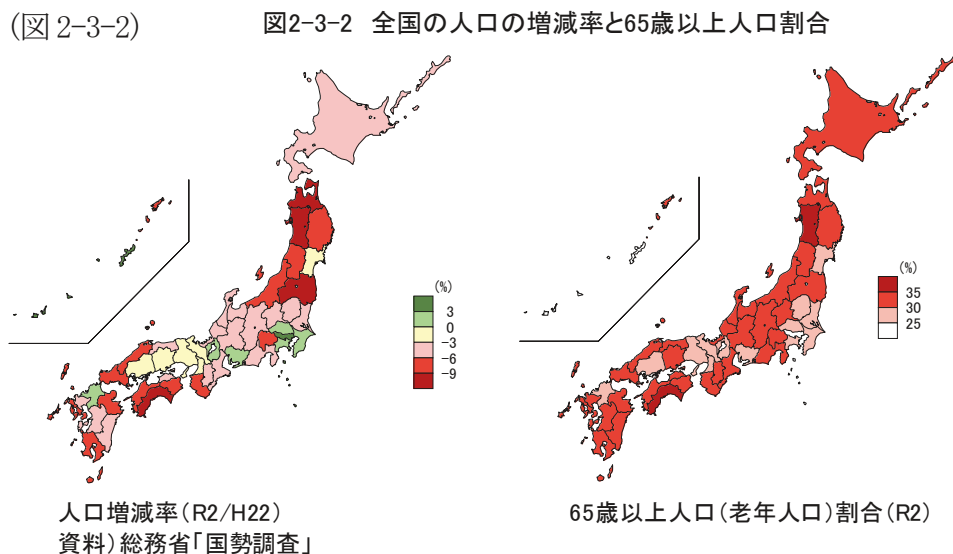 (図2-3-2)
図2-3-2 全国の人口の増減率と65歳以上人口割合
(%)
3
0
-3
-6
-9
(%)
35
30
25
人口増減率(R2/H22)
資料)総務省「国勢調査」
65歳以上人口(老年人口)割合(R2)